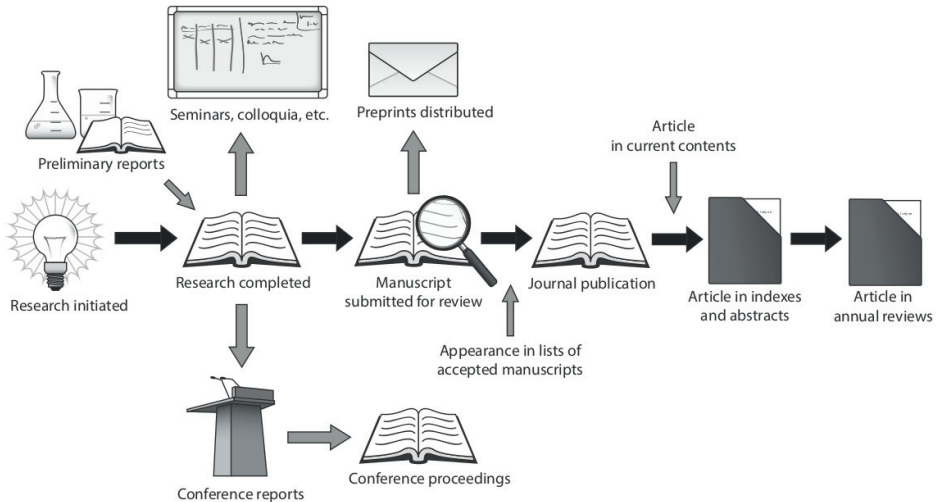 Seminars, colloquia, etc.
Preprints distributed
Preliminary reports
Article
in current contents
Research initiated
Research completed
Manuscript
submitted for review
Journal publication
Article in indexes
and abstracts
Article in
annual reviews
Appearance in lists of
accepted manuscripts
Conference reports
Conference proceedings